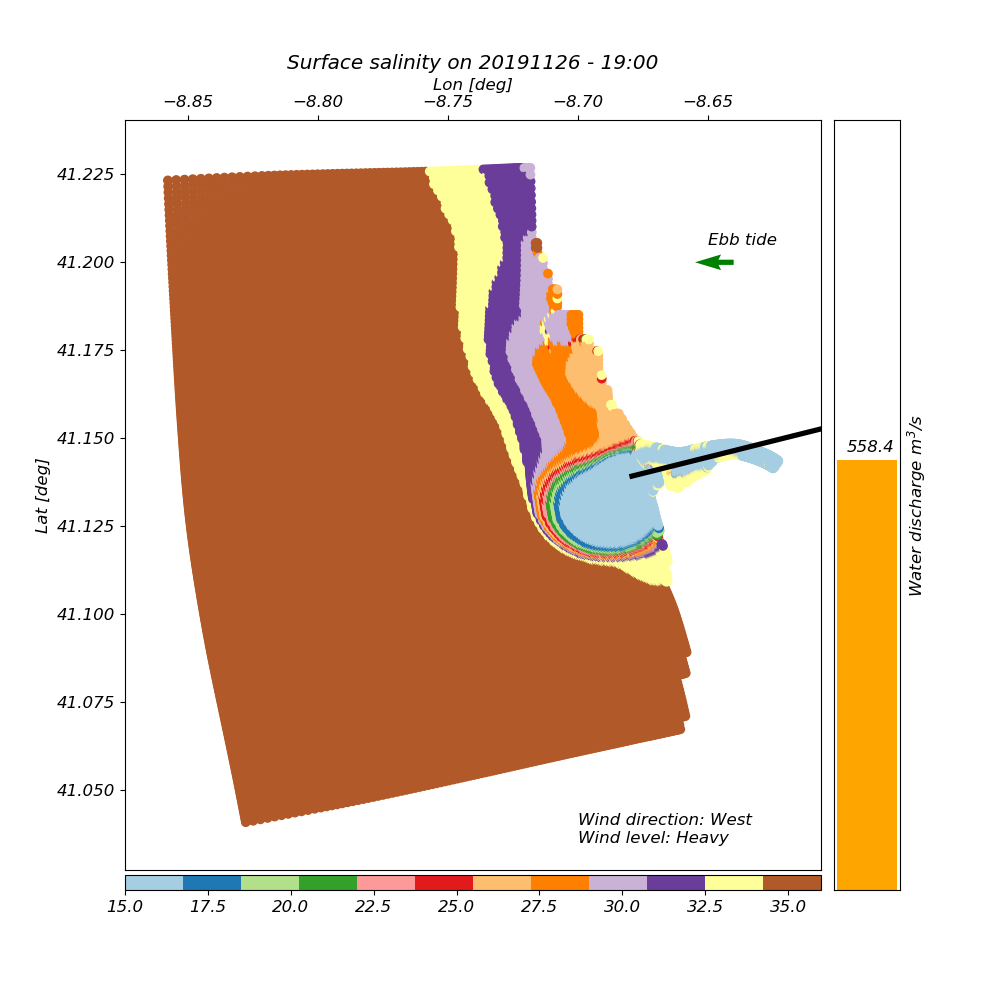 Surface salinity on 20191126 - 19:00
Lon [deg]
−8.85 −8.80 −8.75 −8.70 −8.65
41.225
41.200
41.175
41.150
41.125
41.100
41.075
41.050
Lat [deg]
Ebb tide
558.4
Water discharge m³/s
Wind direction: West
Wind level: Heavy
15.0 17.5 20.0 22.5 25.0 27.5 30.0 32.5 35.0